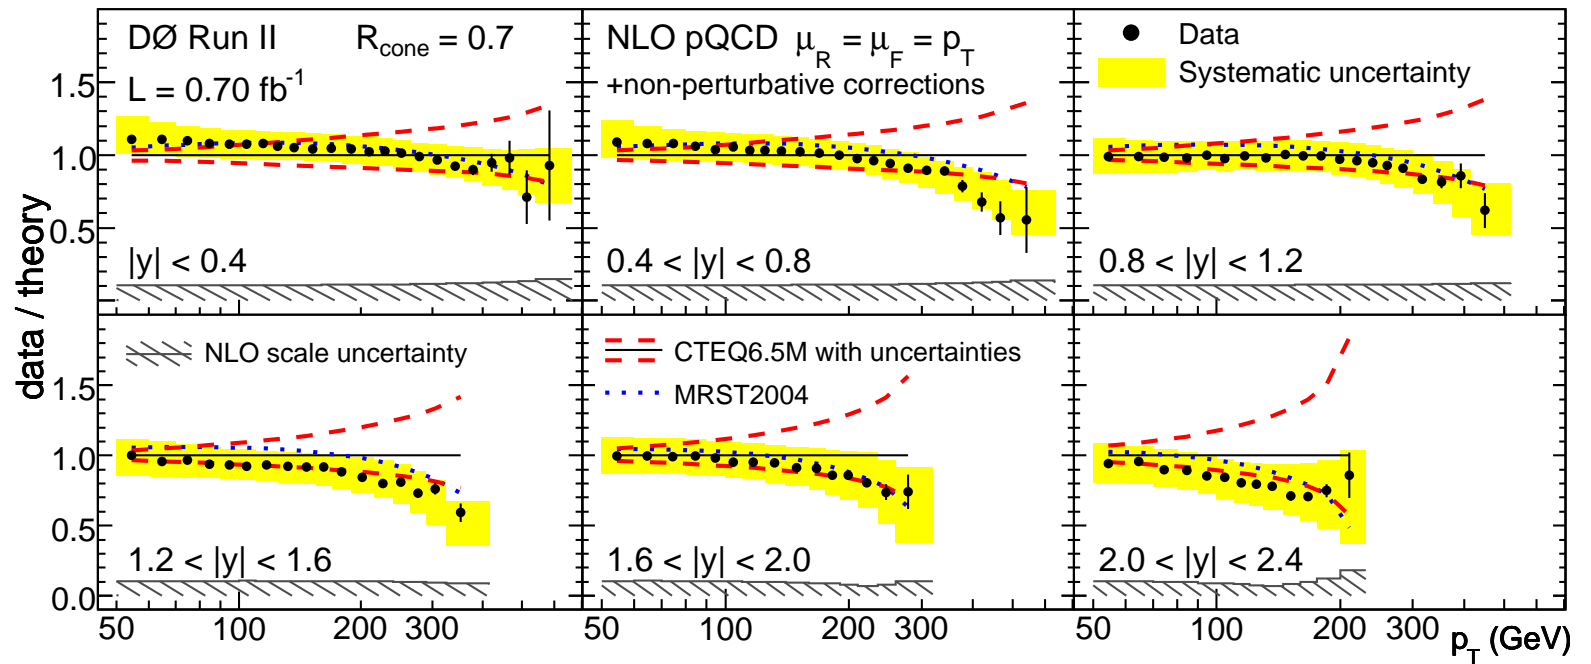 DØ Run II R_cone = 0.7
L = 0.70 fb⁻¹
|y| < 0.4
NLO pQCD μ_R = μ_F = p_T
+non-perturbative corrections
0.4 < |y| < 0.8
Data
Systematic uncertainty
0.8 < |y| < 1.2
1.5
1.0
0.5
data / theory
NLO scale uncertainty
1.2 < |y| < 1.6
CTEQ6.5M with uncertainties
MRST2004
1.6 < |y| < 2.0
2.0 < |y| < 2.4
1.5
1.0
0.5
0.0
50 100 200 300 50 100 200 300 50 100 200 300
p_T (GeV)